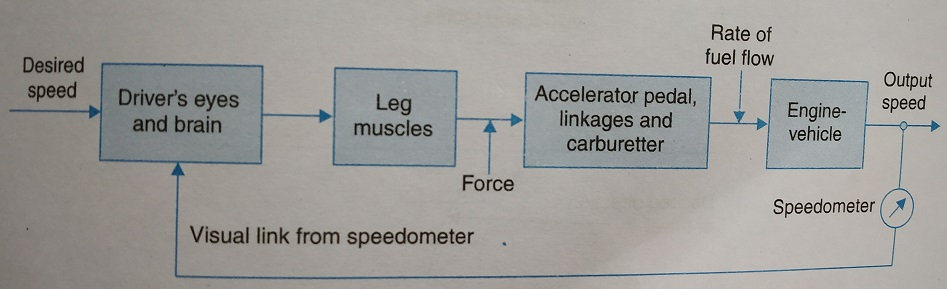 Rate of
fuel flow
Desired
speed
Output
speed
Driver's eyes
and brain
Leg
muscles
Accelerator pedal,
linkages and
carburetter
Engine-
vehicle
Force
Speedometer
Visual link from speedometer